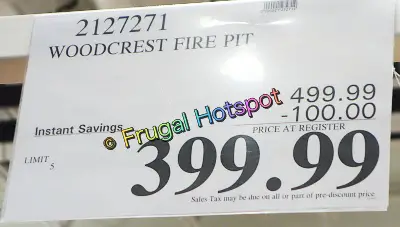 2127271
WOODCREST FIRE PIT
499.99
Instant Savings -100.00
© Frugal Hotspot
PRICE AT REGISTER
LIMIT
5
399.99
Sales Tax may be due on all or part of pre-discount price